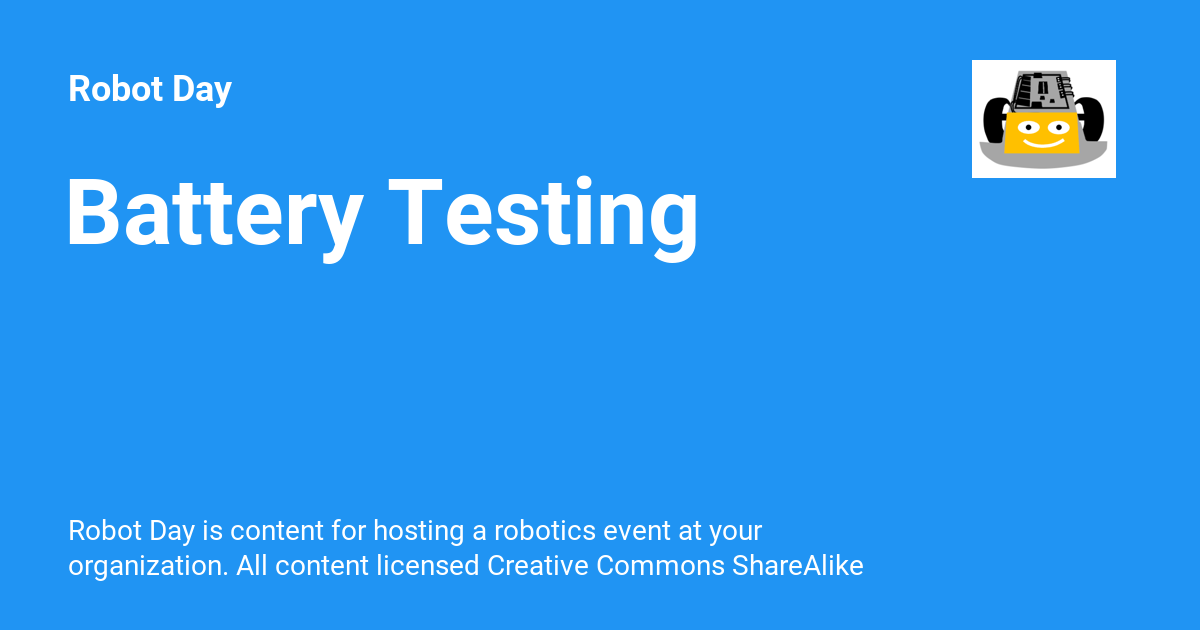 Robot Day
Battery Testing
Robot Day is content for hosting a robotics event at your
organization. All content licensed Creative Commons ShareAlike